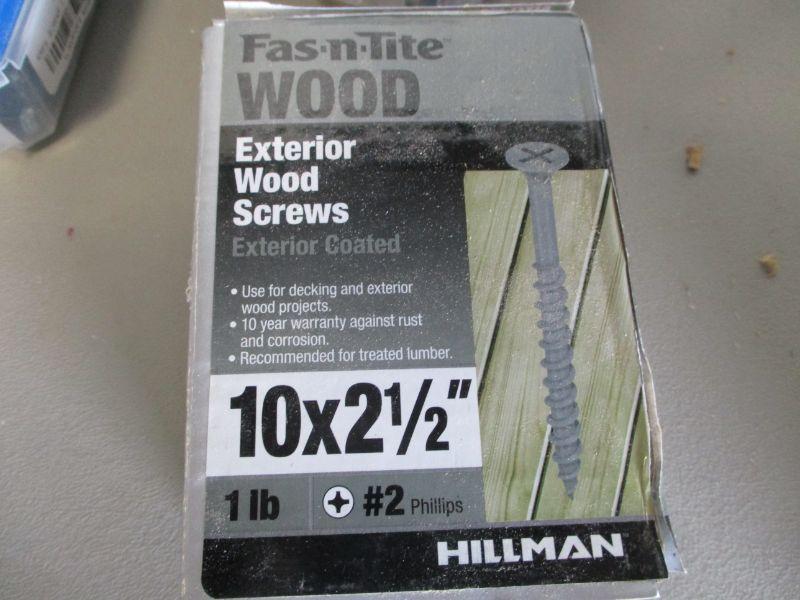 Fas·n·Tite™
WOOD
Exterior
Wood
Screws
Exterior Coated
• Use for decking and exterior
wood projects.
• 10 year warranty against rust
and corrosion.
• Recommended for treated lumber.
10x2½"
1 lb #2 Phillips
HILLMAN